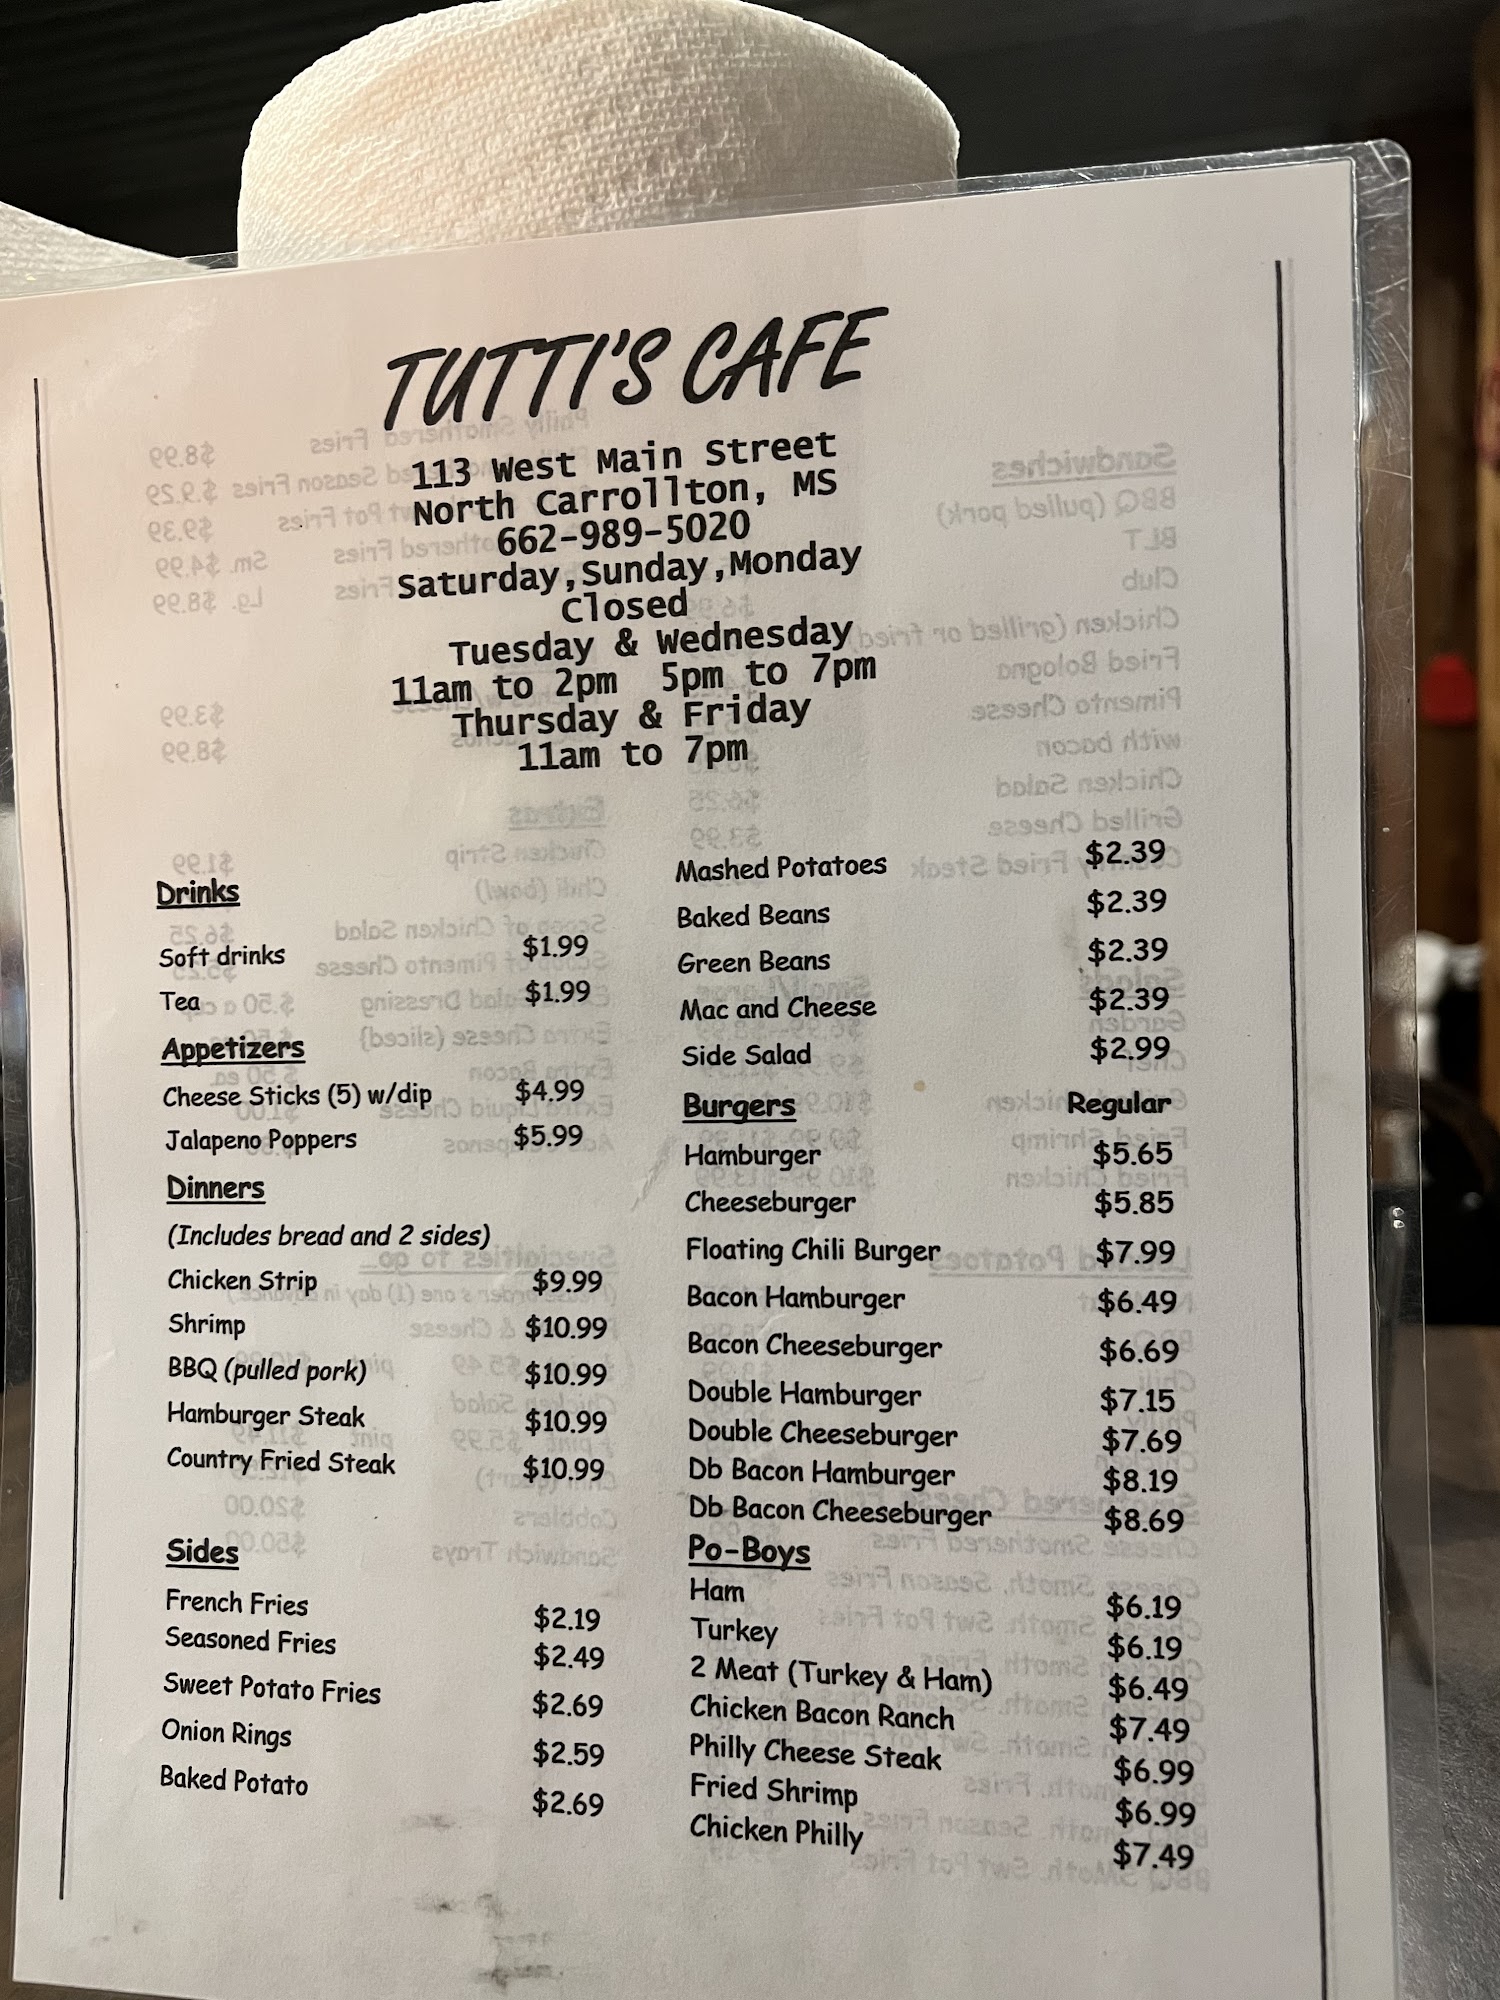 TUTTI'S CAFE
113 West Main Street
North Carrollton, MS
662-989-5020
Saturday,Sunday,Monday
Closed
Tuesday & Wednesday
11am to 2pm 5pm to 7pm
Thursday & Friday
11am to 7pm
Drinks
Soft drinks $1.99
Tea $1.99
Appetizers
Cheese Sticks (5) w/dip $4.99
Jalapeno Poppers $5.99
Dinners
(Includes bread and 2 sides)
Chicken Strip $9.99
Shrimp $10.99
BBQ (pulled pork) $10.99
Hamburger Steak $10.99
Country Fried Steak $10.99
Sides
French Fries $2.19
Seasoned Fries $2.49
Sweet Potato Fries $2.69
Onion Rings $2.59
Baked Potato $2.69
Mashed Potatoes $2.39
Baked Beans $2.39
Green Beans $2.39
Mac and Cheese $2.39
Side Salad $2.99
Burgers Regular
Hamburger $5.65
Cheeseburger $5.85
Floating Chili Burger $7.99
Bacon Hamburger $6.49
Bacon Cheeseburger $6.69
Double Hamburger $7.15
Double Cheeseburger $7.69
Db Bacon Hamburger $8.19
Db Bacon Cheeseburger $8.69
Po-Boys
Ham $6.19
Turkey $6.19
2 Meat (Turkey & Ham) $6.49
Chicken Bacon Ranch $7.49
Philly Cheese Steak $6.99
Fried Shrimp $6.99
Chicken Philly $7.49